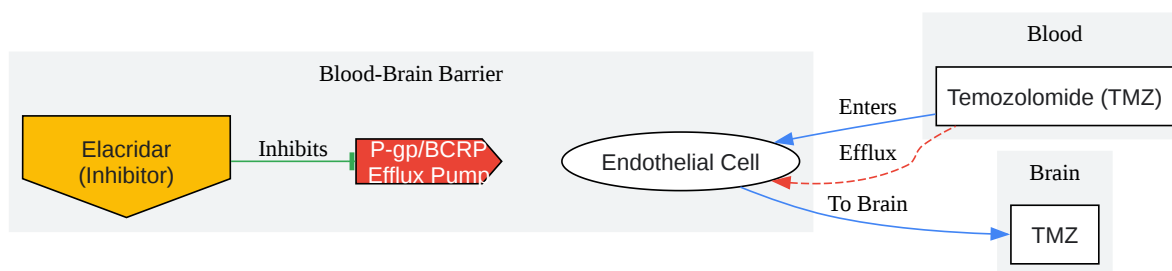 Blood-Brain Barrier
Elacridar
(Inhibitor)
Inhibits
P-gp/BCRP
Efflux Pump
Endothelial Cell
Enters
Efflux
To Brain
Blood
Temozolomide (TMZ)
Brain
TMZ